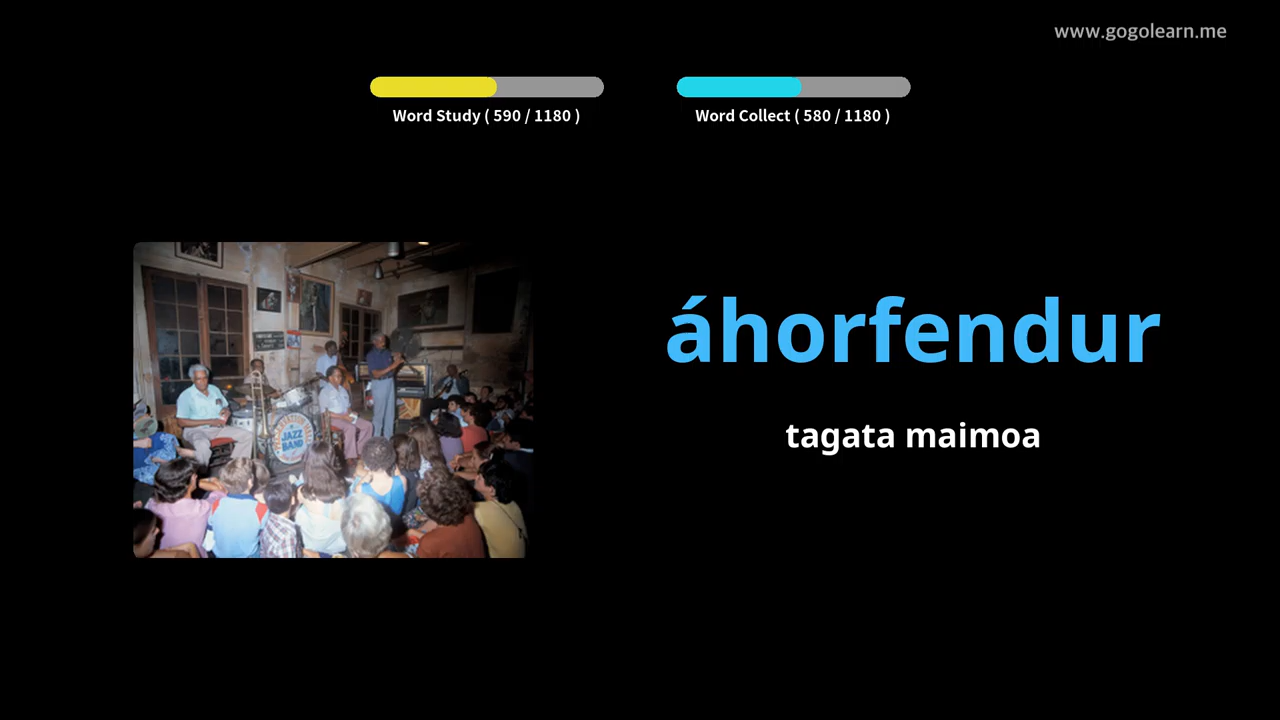 www.gogolearn.me
Word Study ( 590 / 1180 )
Word Collect ( 580 / 1180 )
áhorfendur
tagata maimoa
JAZZ
BAND